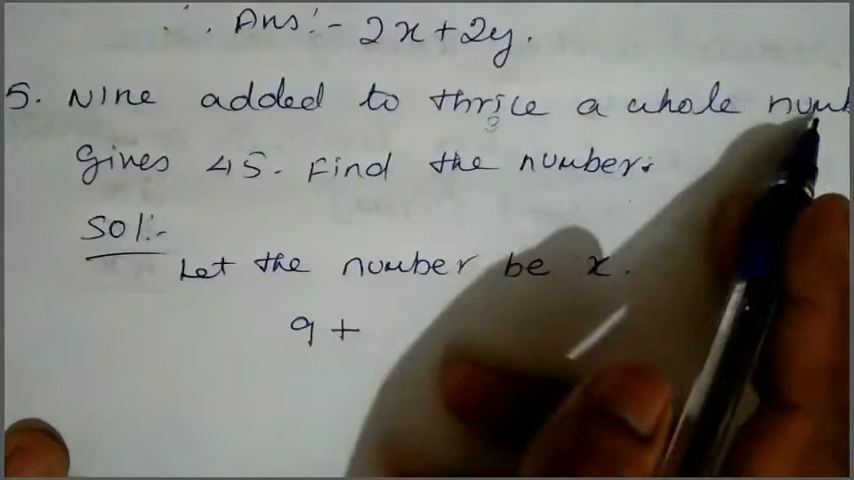 ∴ Ans:- 2x+2y.
5. Nine added to thrice a whole
3
gives 45. Find the number.
Sol:-
Let the number be x.
9 +